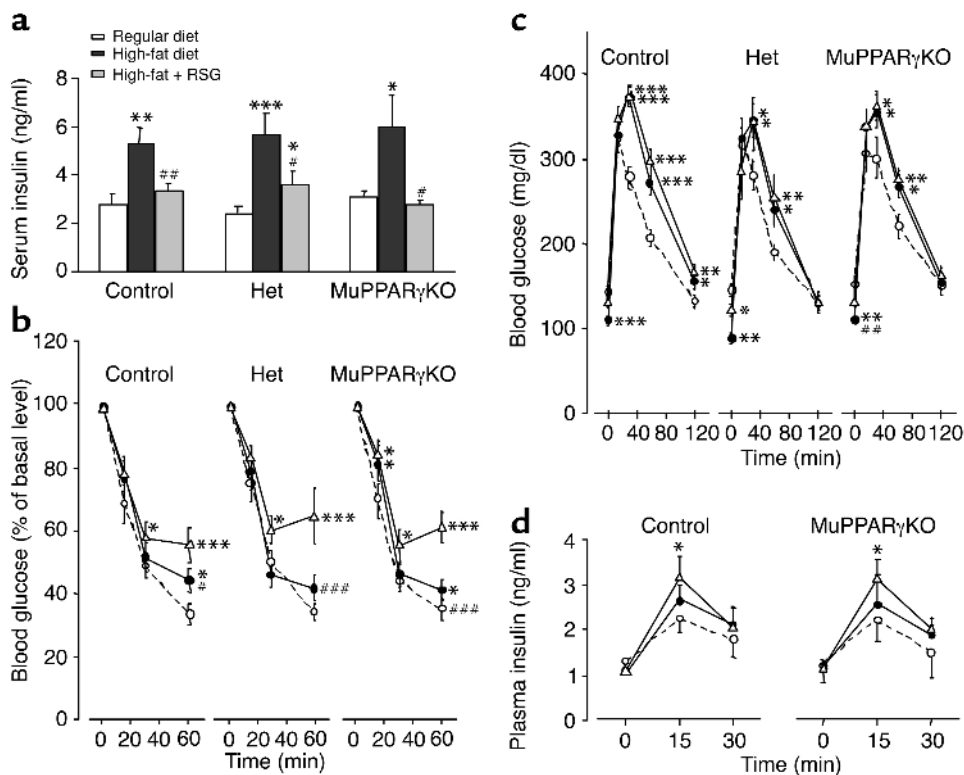 a
Regular diet
High-fat diet
High-fat + RSG
Serum insulin (ng/ml)
8
6
4
2
0
**
##
***
*
#
*
#
Control
Het
MuPPARγKO
b
Blood glucose (% of basal level)
120
100
80
60
40
20
0
Control
Het
MuPPARγKO
*
***
*
#
*
***
###
*
*
*
***
*
###
0 20 40 60
0 20 40 60
0 20 40 60
Time (min)
c
Blood glucose (mg/dl)
400
300
200
100
0
Control
Het
MuPPARγKO
***
***
***
***
**
*
***
*
*
**
*
*
**
*
*
**
*
**
##
0 40 80 120
0 40 80 120
0 40 80 120
Time (min)
d
Plasma insulin (ng/ml)
4
3
2
1
0
Control
MuPPARγKO
*
*
0 15 30
0 15 30
Time (min)